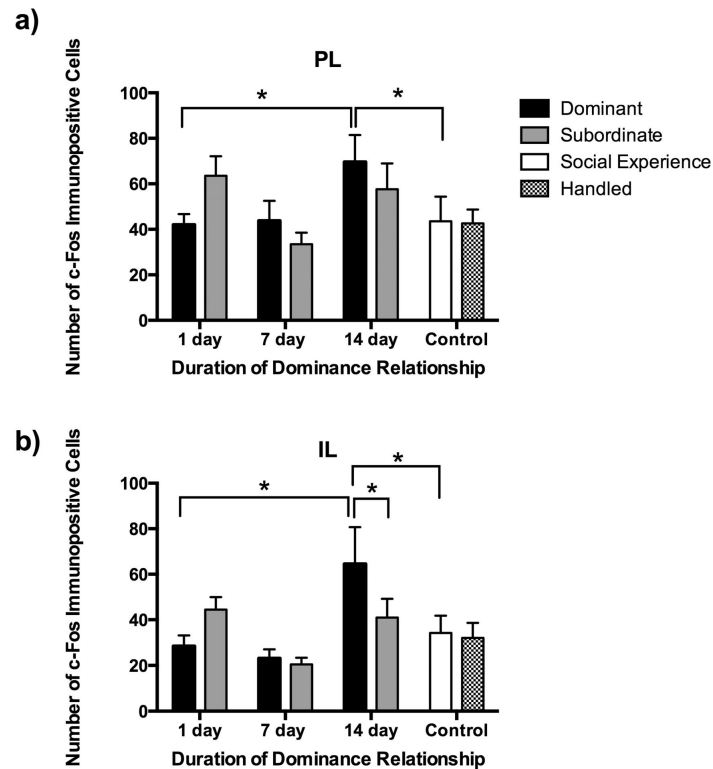 a)
PL
Number of c-Fos Immunopositive Cells
100
80
60
40
20
0
* *
1 day 7 day 14 day Control
Duration of Dominance Relationship
Dominant
Subordinate
Social Experience
Handled
b)
IL
Number of c-Fos Immunopositive Cells
100
80
60
40
20
0
*
* *
1 day 7 day 14 day Control
Duration of Dominance Relationship